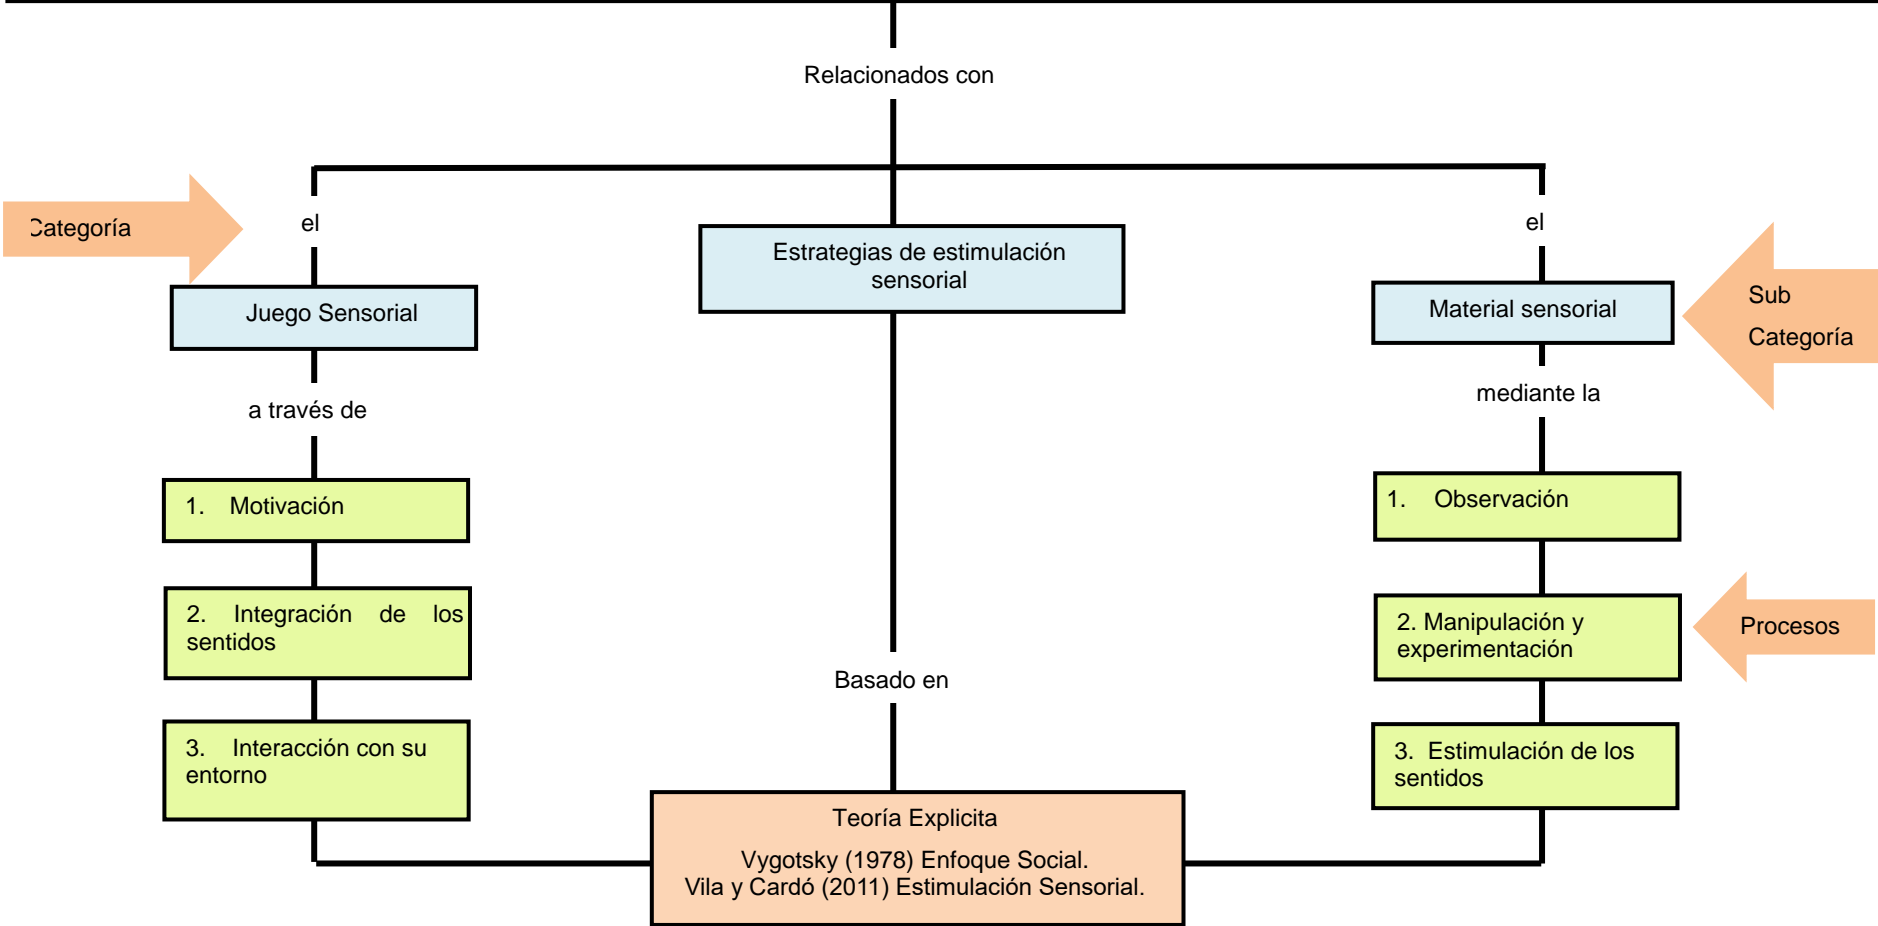 Relacionados con
Categoría
el
el
Estrategias de estimulación
sensorial
Juego Sensorial
Material sensorial
Sub
Categoría
a través de
mediante la
1. Motivación
1. Observación
2. Integración de los
sentidos
2. Manipulación y
experimentación
Procesos
Basado en
3. Interacción con su
entorno
3. Estimulación de los
sentidos
Teoría Explicita
Vygotsky (1978) Enfoque Social.
Vila y Cardó (2011) Estimulación Sensorial.